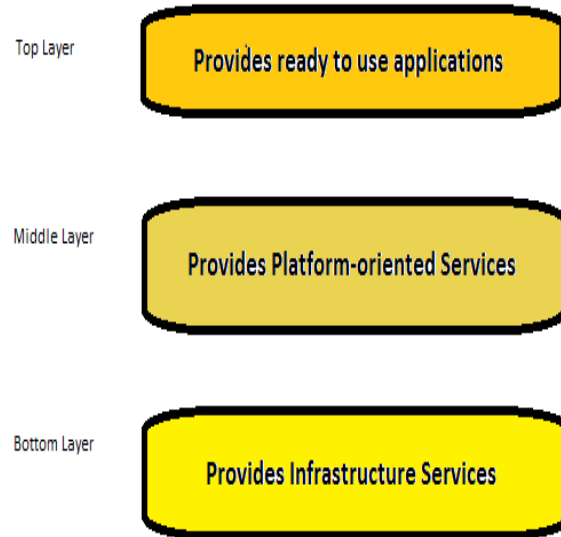 Top Layer
Provides ready to use applications
Middle Layer
Provides Platform-oriented Services
Bottom Layer
Provides Infrastructure Services